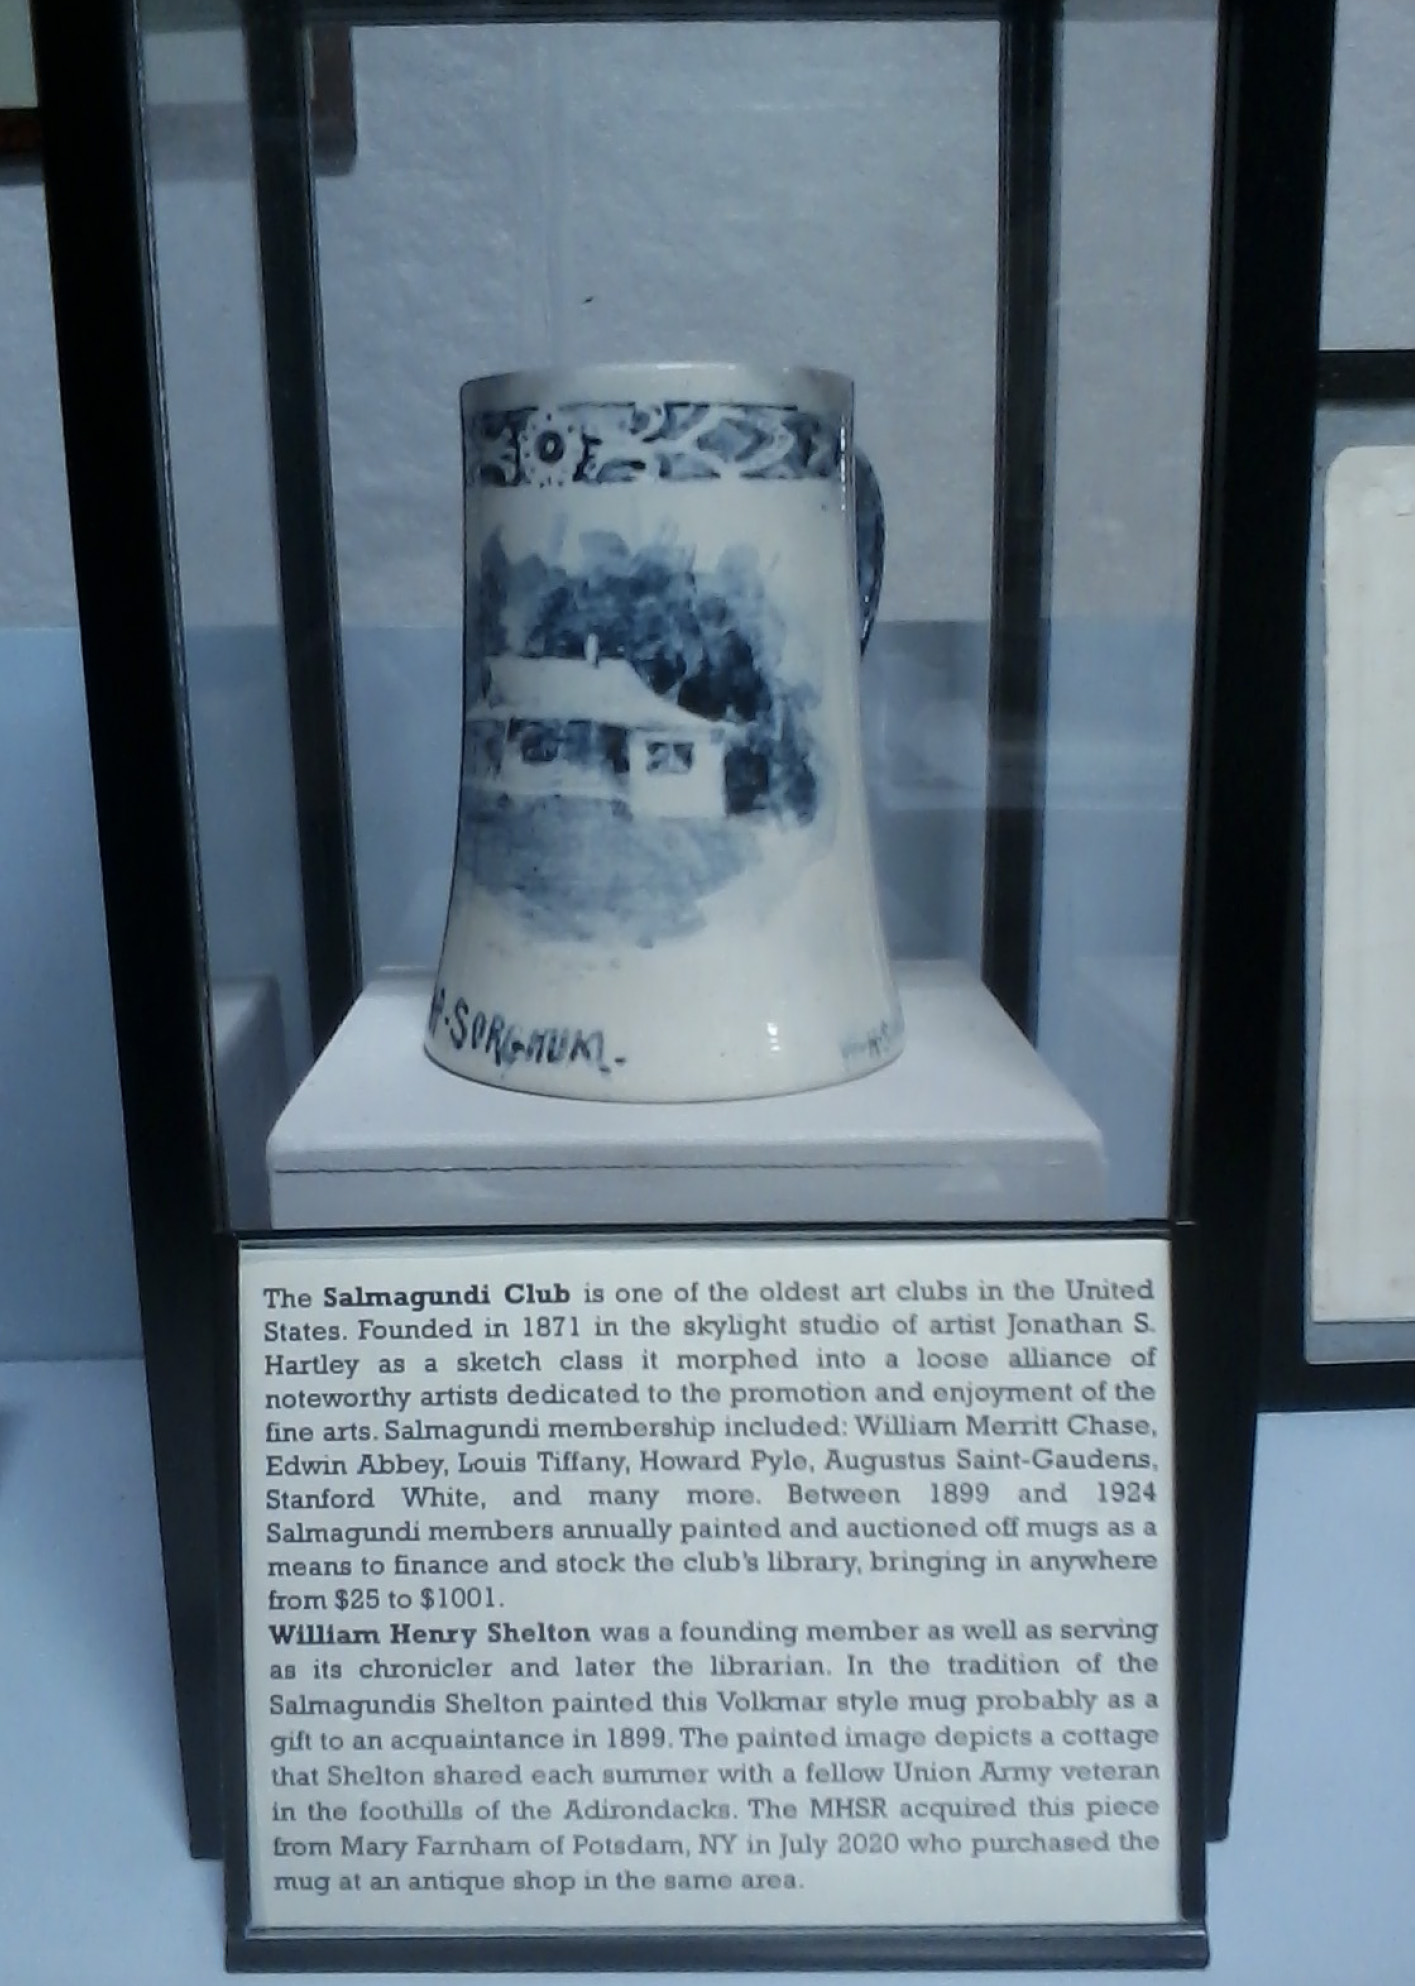 H. SORGHUM.
The Salmagundi Club is one of the oldest art clubs in the United
States. Founded in 1871 in the skylight studio of artist Jonathan S.
Hartley as a sketch class it morphed into a loose alliance of
noteworthy artists dedicated to the promotion and enjoyment of the
fine arts. Salmagundi membership included: William Merritt Chase,
Edwin Abbey, Louis Tiffany, Howard Pyle, Augustus Saint-Gaudens,
Stanford White, and many more. Between 1899 and 1924
Salmagundi members annually painted and auctioned off mugs as a
means to finance and stock the club's library, bringing in anywhere
from $25 to $1001.
William Henry Shelton was a founding member as well as serving
as its chronicler and later the librarian. In the tradition of the
Salmagundis Shelton painted this Volkmar style mug probably as a
gift to an acquaintance in 1899. The painted image depicts a cottage
that Shelton shared each summer with a fellow Union Army veteran
in the foothills of the Adirondacks. The MHSR acquired this piece
from Mary Farnham of Potsdam, NY in July 2020 who purchased the
mug at an antique shop in the same area.